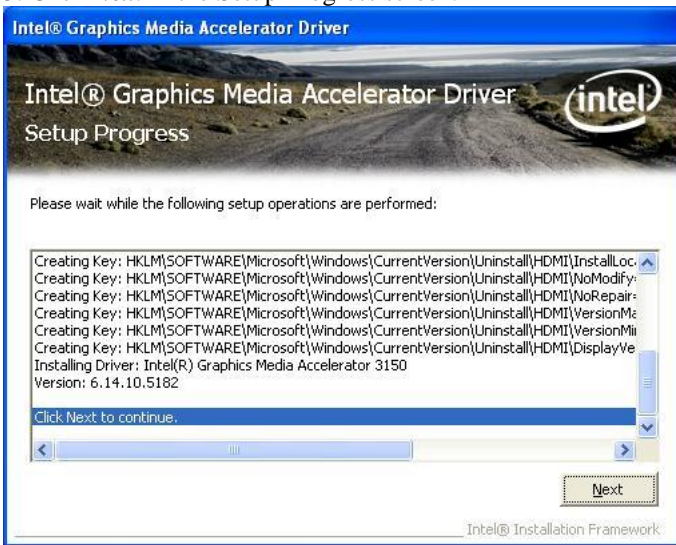 Intel® Graphics Media Accelerator Driver
Intel® Graphics Media Accelerator Driver
intel
Setup Progress
Please wait while the following setup operations are performed:
Creating Key: HKLM\SOFTWARE\Microsoft\Windows\CurrentVersion\Uninstall\HDMI\InstallLoc
Creating Key: HKLM\SOFTWARE\Microsoft\Windows\CurrentVersion\Uninstall\HDMI\NoModify=
Creating Key: HKLM\SOFTWARE\Microsoft\Windows\CurrentVersion\Uninstall\HDMI\NoRepair=
Creating Key: HKLM\SOFTWARE\Microsoft\Windows\CurrentVersion\Uninstall\HDMI\VersionMa
Creating Key: HKLM\SOFTWARE\Microsoft\Windows\CurrentVersion\Uninstall\HDMI\VersionMi
Creating Key: HKLM\SOFTWARE\Microsoft\Windows\CurrentVersion\Uninstall\HDMI\DisplayVe
Installing Driver: Intel(R) Graphics Media Accelerator 3150
Version: 6.14.10.5182
Click Next to continue.
Next
Intel® Installation Framework